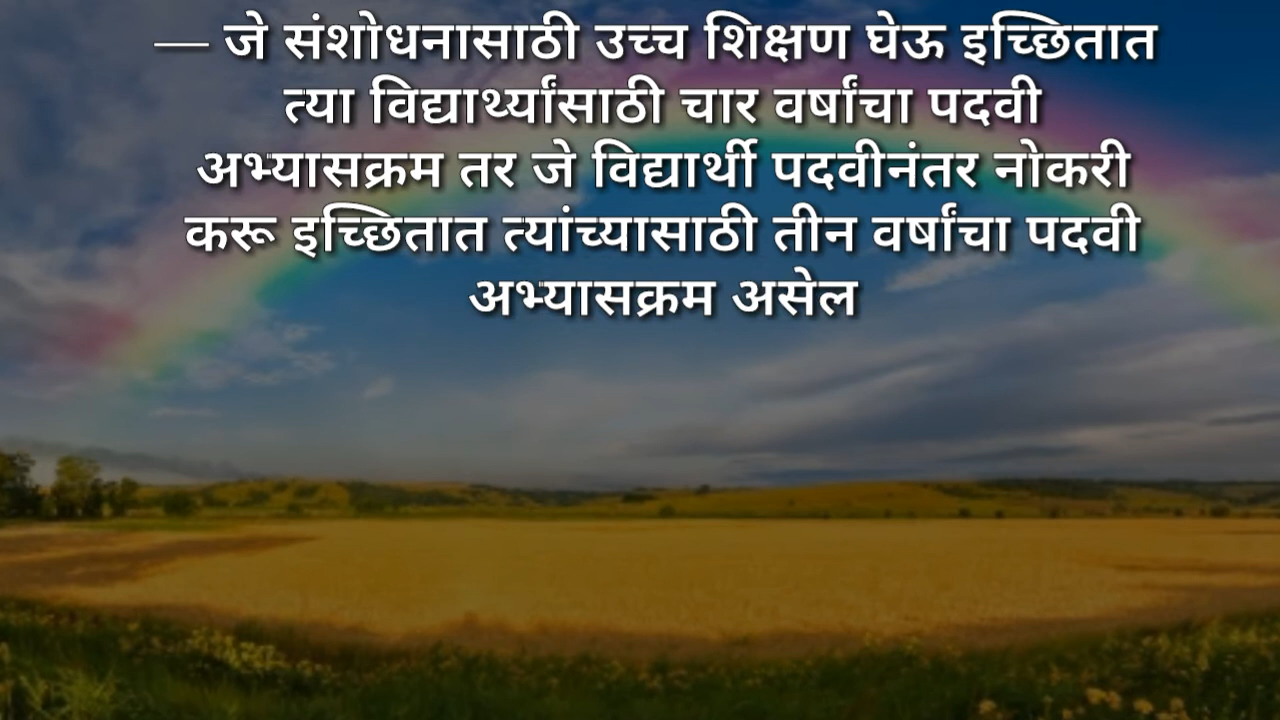 — जे संशोधनासाठी उच्च शिक्षण घेऊ इच्छितात
त्या विद्यार्थ्यांसाठी चार वर्षांचा पदवी
अभ्यासक्रम तर जे विद्यार्थी पदवीनंतर नोकरी
करू इच्छितात त्यांच्यासाठी तीन वर्षांचा पदवी
अभ्यासक्रम असेल